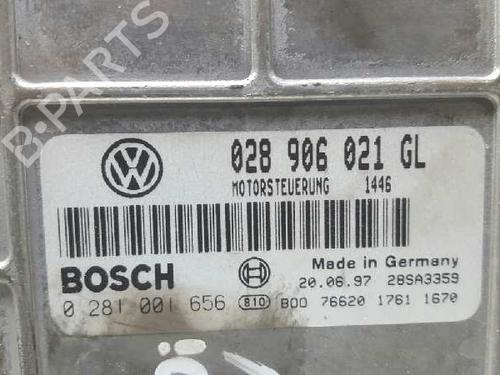 B-PARTS
028 906 021 GL
MOTORSTEUERUNG 1446
BOSCH
Made in Germany
20.06.97 28SA3359
0 281 001 656 810 B00 76620 1761 1670